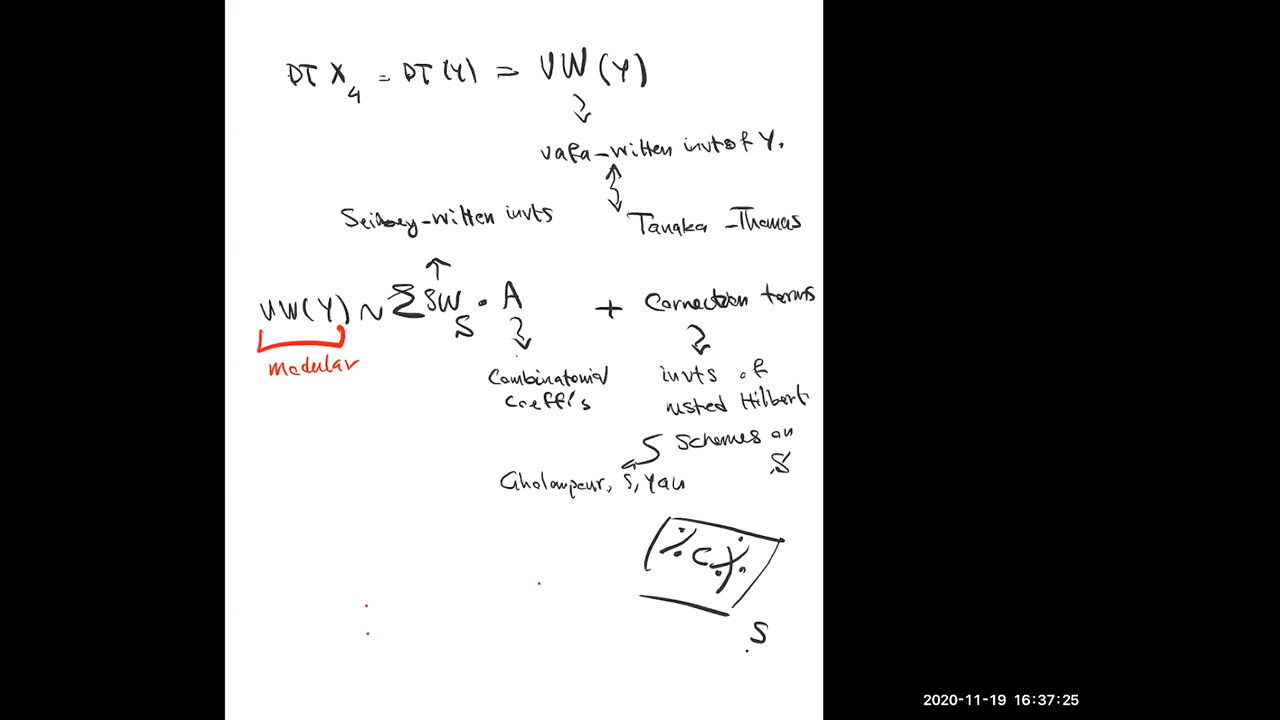 DT X₄ = DT(Y) = VW(Y)
Vafa-Witten invts of Y.
Seiberg-Witten invts
Tanaka-Thomas
VW(Y) ~ Σ SW_S · A + Correction terms
modular
Combinatorial
coeff's
invts of
nested Hilbert
schemes on
S
Gholampour, S, Yau
⊂
S
2020-11-19 16:37:25